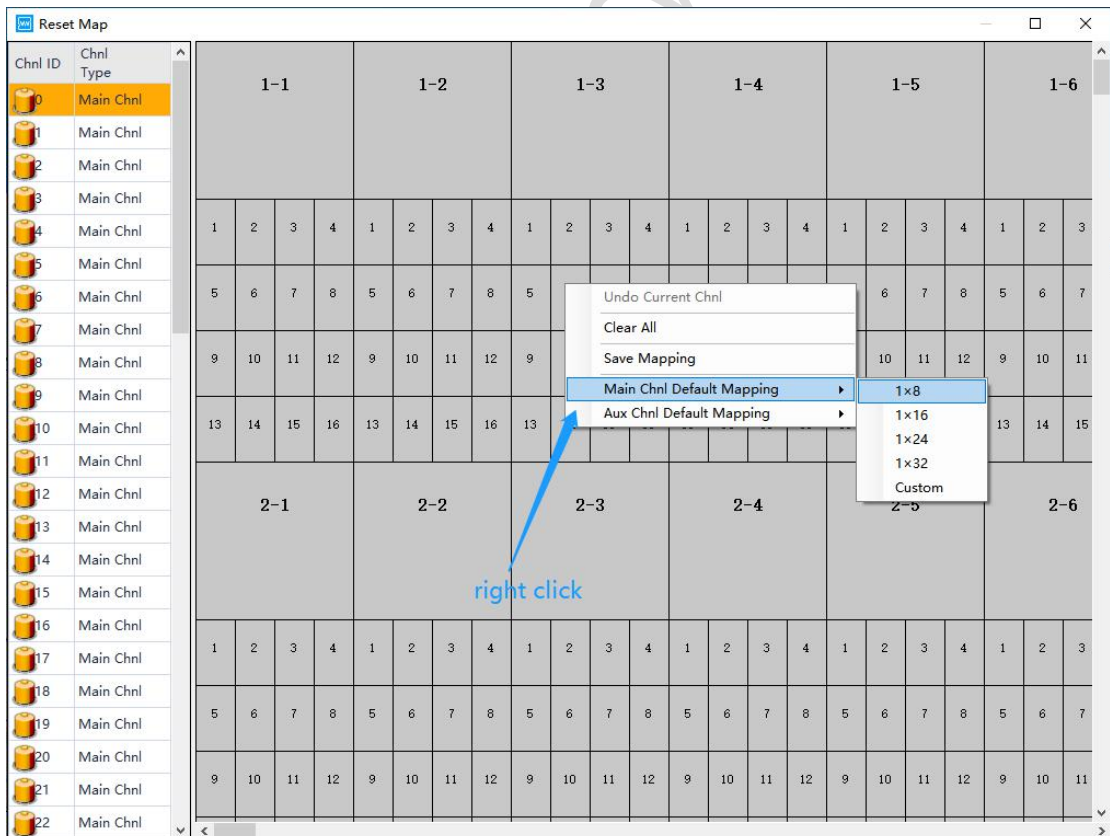 Reset Map
Chnl ID Chnl Type
0 Main Chnl
1 Main Chnl
2 Main Chnl
3 Main Chnl
4 Main Chnl
5 Main Chnl
6 Main Chnl
7 Main Chnl
8 Main Chnl
9 Main Chnl
10 Main Chnl
11 Main Chnl
12 Main Chnl
13 Main Chnl
14 Main Chnl
15 Main Chnl
16 Main Chnl
17 Main Chnl
18 Main Chnl
19 Main Chnl
20 Main Chnl
21 Main Chnl
22 Main Chnl
1-1 1-2 1-3 1-4 1-5 1-6
1 2 3 4 1 2 3 4 1 2 3 4 1 2 3 4 1 2 3 4 1 2 3
5 6 7 8 5 6 7 8 5 6 7 8 5 6 7
9 10 11 12 9 10 11 12 9 10 11 12 9 10 11
13 14 15 16 13 14 15 16 13 13 14 15
Undo Current Chnl
Clear All
Save Mapping
Main Chnl Default Mapping
Aux Chnl Default Mapping
1×8
1×16
1×24
1×32
Custom
2-1 2-2 2-3 2-4 2-5 2-6
right click
1 2 3 4 1 2 3 4 1 2 3 4 1 2 3 4 1 2 3 4 1 2 3
5 6 7 8 5 6 7 8 5 6 7 8 5 6 7 8 5 6 7 8 5 6 7
9 10 11 12 9 10 11 12 9 10 11 12 9 10 11 12 9 10 11 12 9 10 11